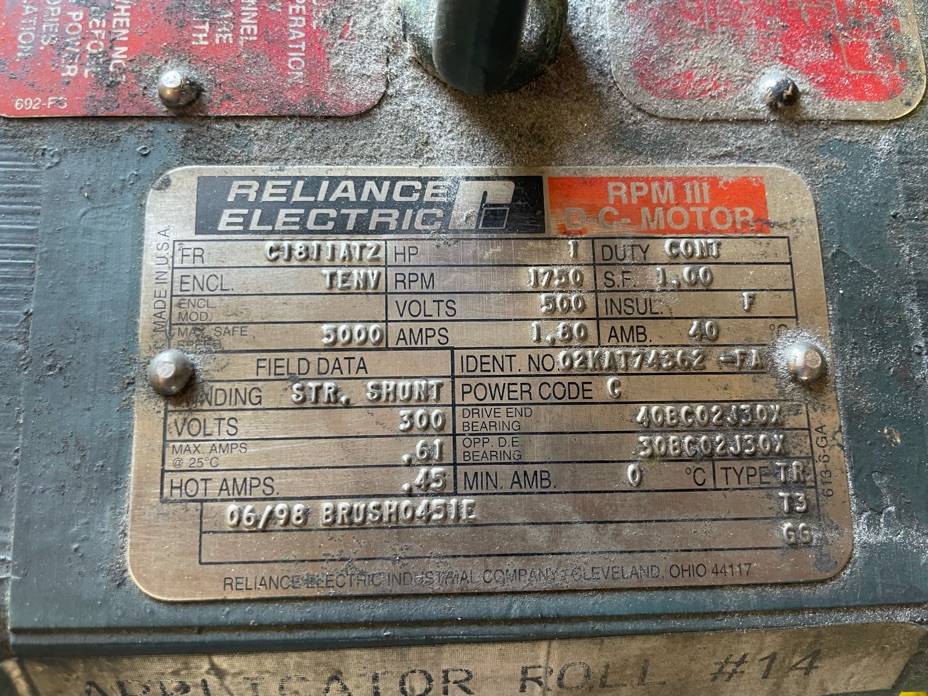 OPERATION
692-FS
RELIANCE
ELECTRIC
RPM III
D-C- MOTOR
MADE IN U.S.A.
FR C1811ATZ HP 1 DUTY CONT
ENCL. TENV RPM 1750 S.F. 1.00
ENCL. MOD. VOLTS 500 INSUL. F
MAX. SAFE SPEED 5000 AMPS 1.80 AMB. 40 °C
FIELD DATA IDENT. NO. 02KAT74362 -FA
WINDING STR. SHUNT POWER CODE C
VOLTS 300 DRIVE END BEARING 40BC02J30X
MAX. AMPS @ 25°C .61 OPP. D.E. BEARING 30BC02J30X
HOT AMPS. .45 MIN. AMB. 0 °C TYPE TR
06/98 BRUSH0451E T3
GG
613-6-GA
RELIANCE ELECTRIC INDUSTRIAL COMPANY / CLEVELAND, OHIO 44117
APPLICATOR ROLL #14